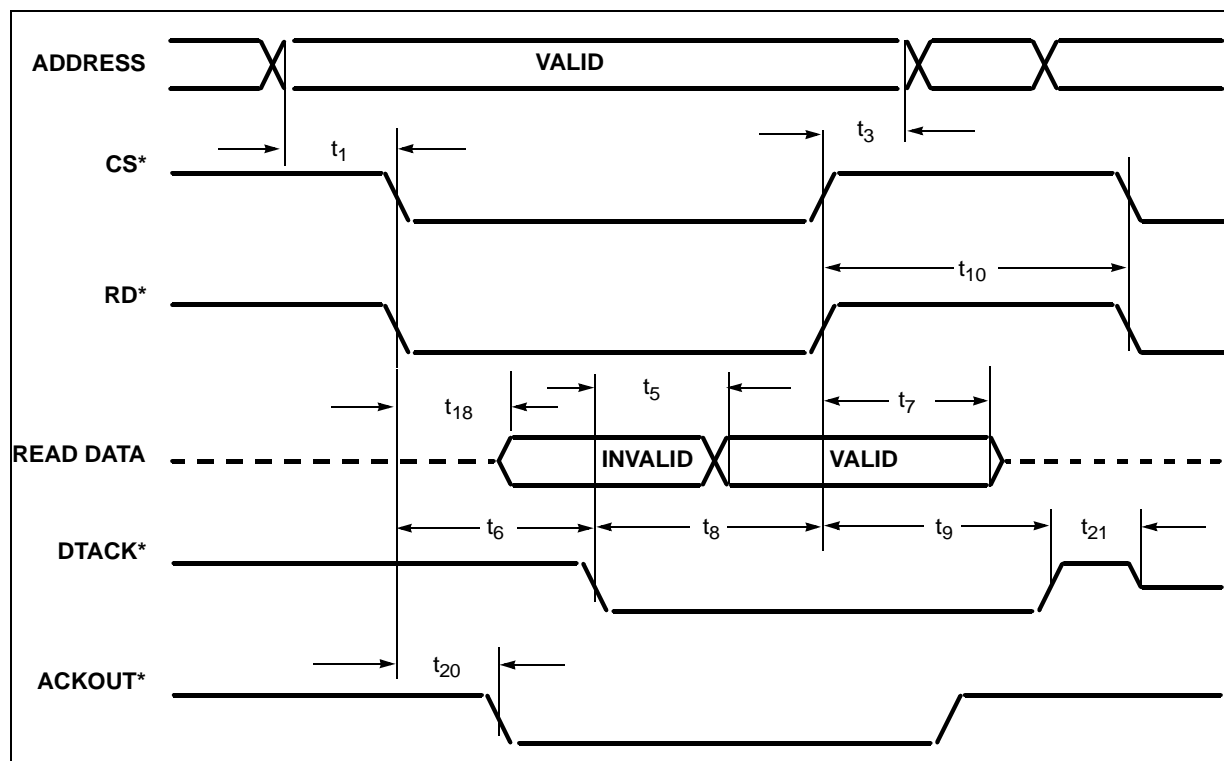 ADDRESS
VALID
t3
t1
CS*
t10
RD*
t5
t18
t7
READ DATA
INVALID
VALID
t6
t8
t9
t21
DTACK*
t20
ACKOUT*